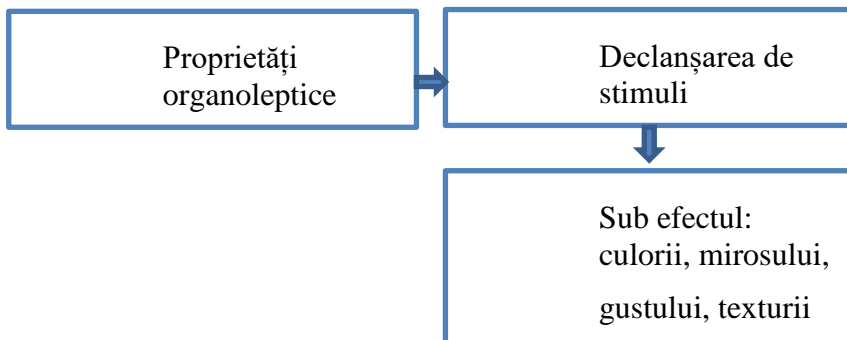 Proprietăți
organoleptice
Declanșarea de
stimuli
Sub efectul:
culorii, mirosului,
gustului, texturii